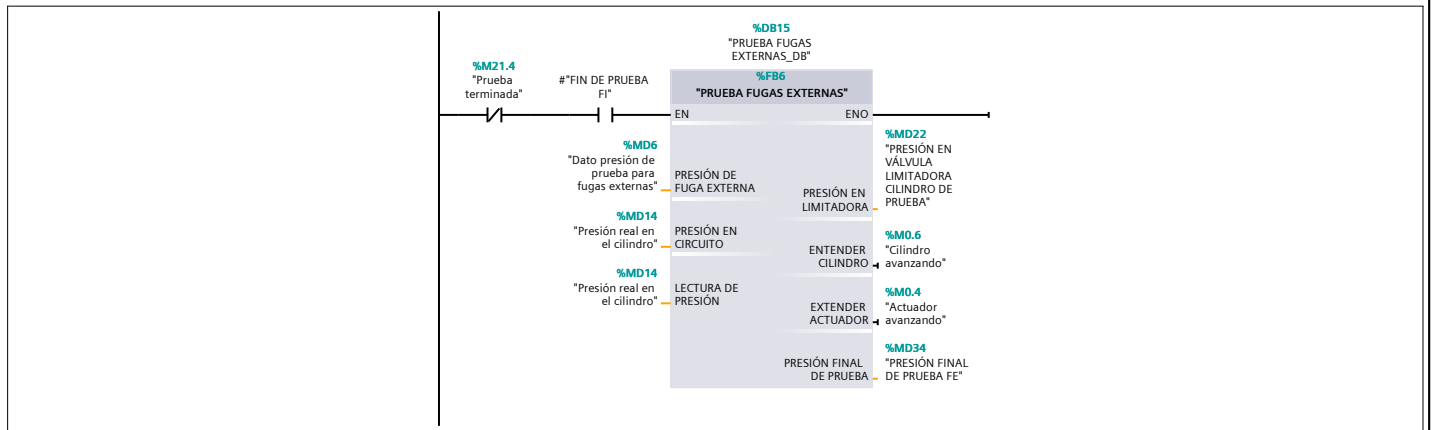 %DB15
"PRUEBA FUGAS
EXTERNAS_DB"
%M21.4
"Prueba
terminada"
#"FIN DE PRUEBA
FI"
%FB6
"PRUEBA FUGAS EXTERNAS"
EN
ENO
%MD6
"Dato presión de
prueba para
fugas externas"
PRESIÓN DE
FUGA EXTERNA
%MD14
"Presión real en
el cilindro"
PRESIÓN EN
CIRCUITO
%MD14
"Presión real en
el cilindro"
LECTURA DE
PRESIÓN
PRESIÓN EN
LIMITADORA
%MD22
"PRESIÓN EN
VÁLVULA
LIMITADORA
CILINDRO DE
PRUEBA"
ENTENDER
CILINDRO
%M0.6
"Cilindro
avanzando"
EXTENDER
ACTUADOR
%M0.4
"Actuador
avanzando"
PRESIÓN FINAL
DE PRUEBA
%MD34
"PRESIÓN FINAL
DE PRUEBA FE"